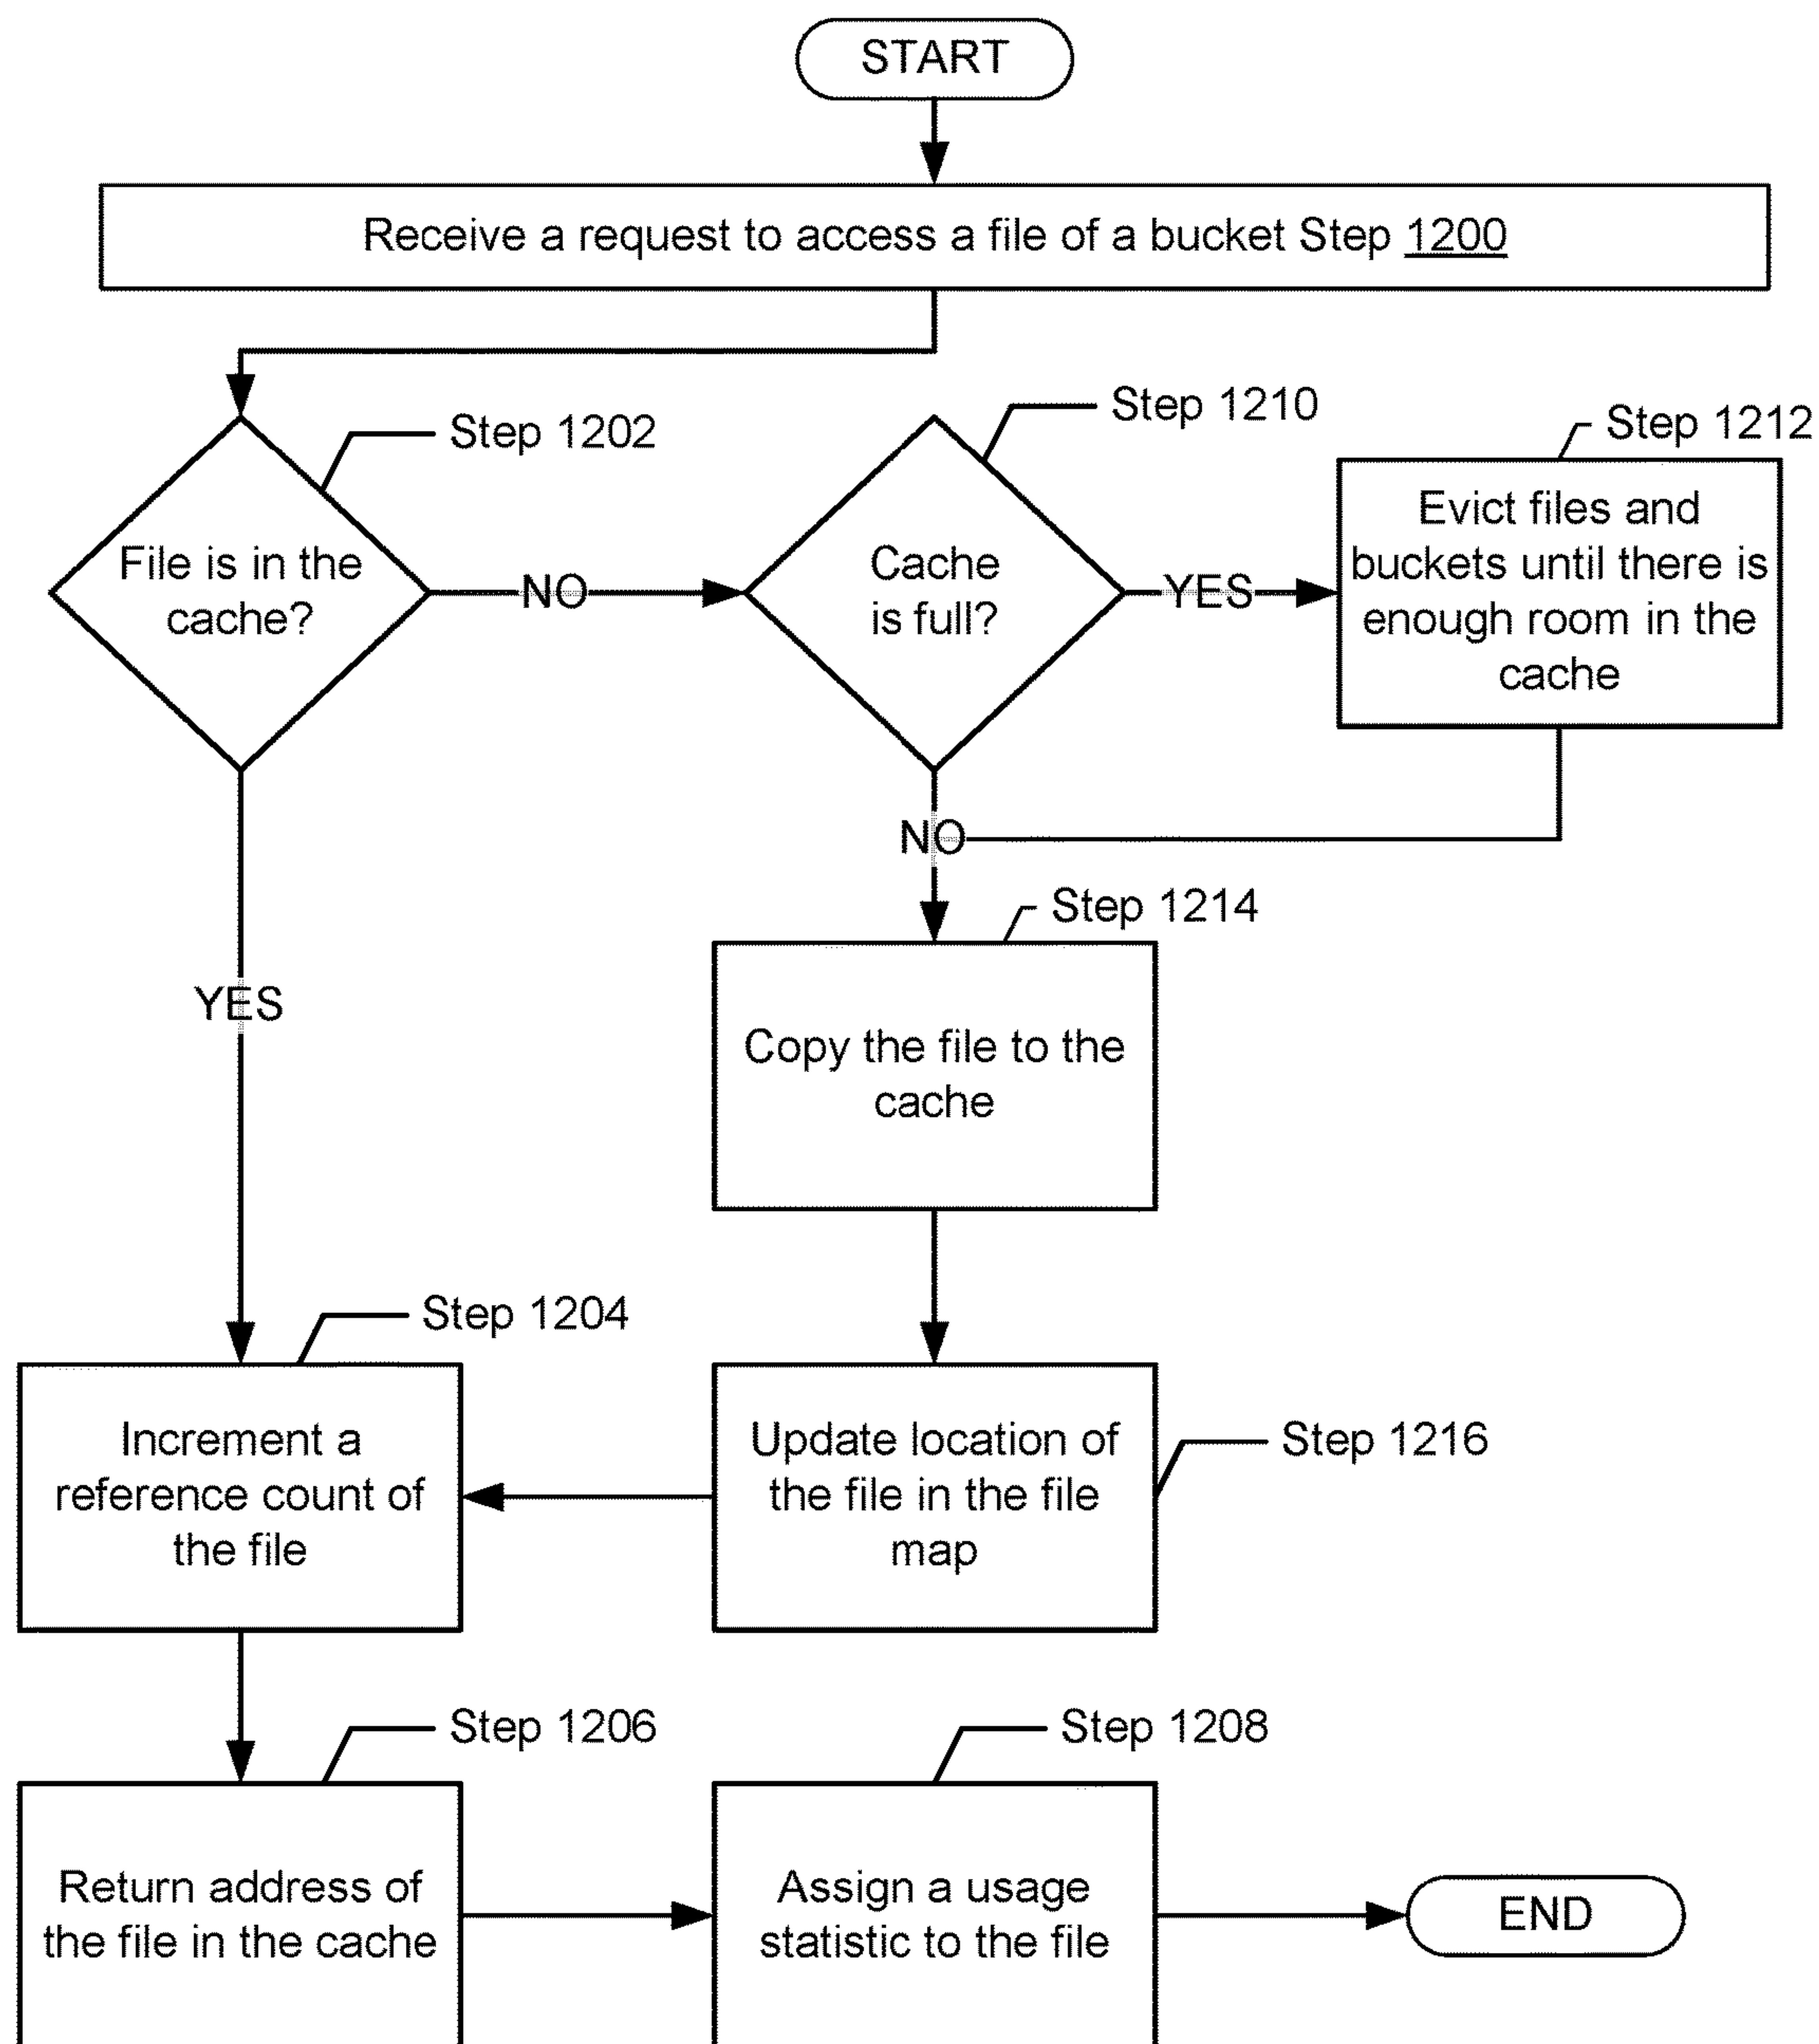 START
Receive a request to access a file of a bucket Step 1200
Step 1202
Step 1210
Step 1212
File is in the
cache?
NO
Cache
is full?
YES
Evict files and
buckets until there is
enough room in the
cache
NO
Step 1214
YES
Copy the file to the
cache
Step 1204
Increment a
reference count of
the file
Update location of
the file in the file
map
Step 1216
Step 1206
Step 1208
Return address of
the file in the cache
Assign a usage
statistic to the file
END